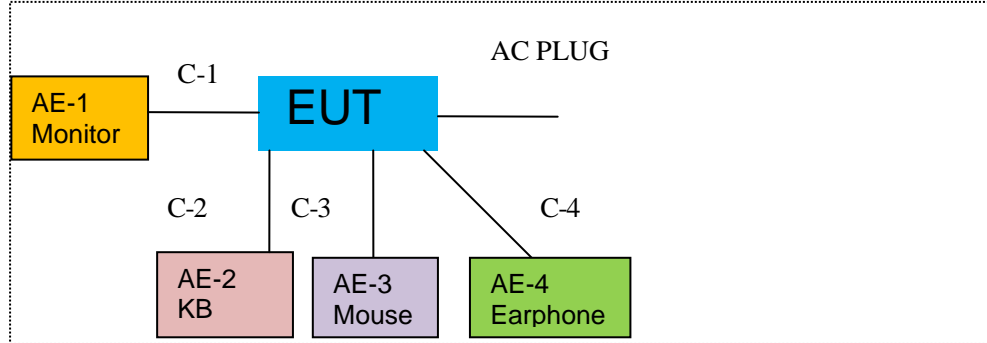 AC PLUG
C-1
EUT
AE-1
Monitor
C-2
C-3
C-4
AE-2
KB
AE-3
Mouse
AE-4
Earphone